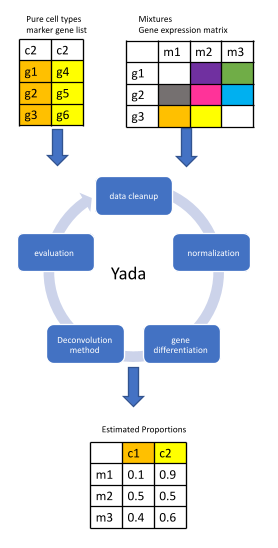 Pure cell types
marker gene list
c2 c2
g1 g4
g2 g5
g3 g6
Mixtures
Gene expression matrix
m1 m2 m3
g1
g2
g3
data cleanup
normalization
gene
differentiation
Deconvolution
method
evaluation
Yada
Estimated Proportions
c1 c2
m1 0.1 0.9
m2 0.5 0.5
m3 0.4 0.6